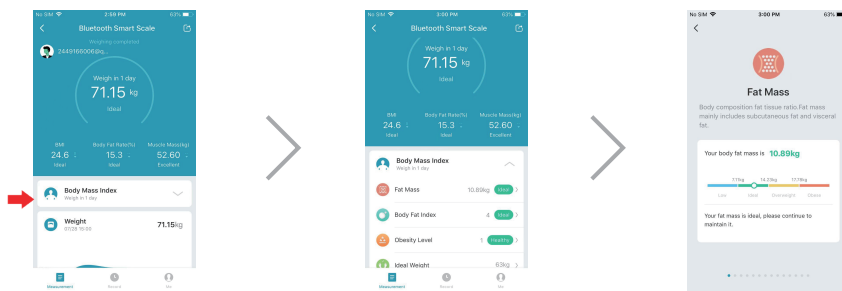 No SIM 2:59 PM 63%
Bluetooth Smart Scale
Weighing completed
2449166006@q...
Weigh in 1 day
71.15 kg
Ideal
BMI Body Fat Rate(%) Muscle Mass(kg)
24.6 15.3 52.60
Ideal Ideal Excellent
Body Mass Index
Weigh in 1 day
Weight
07/28 15:00
71.15kg
Measurement Record Me
No SIM 3:00 PM 63%
Bluetooth Smart Scale
Weigh in 1 day
71.15 kg
Ideal
BMI Body Fat Rate(%) Muscle Mass(kg)
24.6 15.3 52.60
Ideal Ideal Excellent
Body Mass Index
Weigh in 1 day
Fat Mass 10.89kg Ideal
Body Fat Index 4 Ideal
Obesity Level 1 Healthy
Ideal Weight 63kg
Measurement Record Me
No SIM 3:00 PM 63%
Fat Mass
Body composition fat tissue ratio.Fat mass
mainly includes subcutaneous fat and visceral
fat.
Your body fat mass is 10.89kg
7.11kg 14.23kg 17.79kg
Low Ideal Overweight Obese
Your fat mass is ideal, please continue to
maintain it.